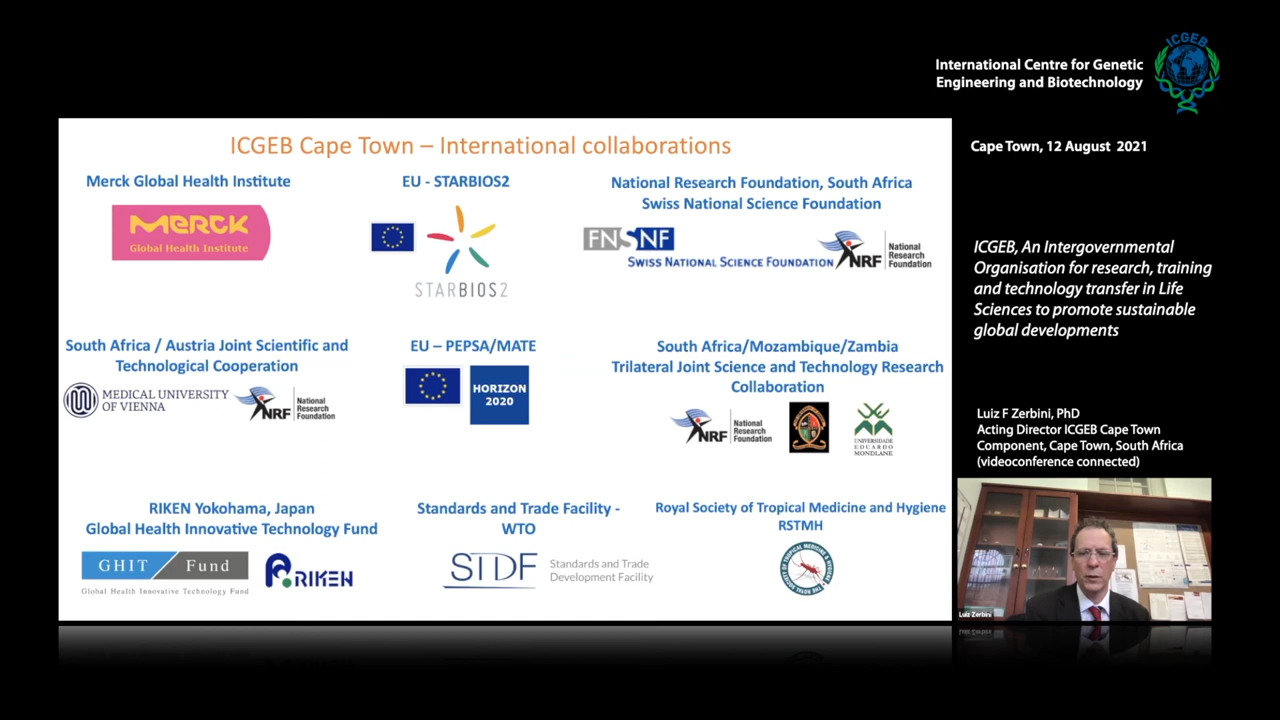 ICGEB
International Centre for Genetic
Engineering and Biotechnology
Cape Town, 12 August 2021
ICGEB Cape Town – International collaborations
Merck Global Health Institute
MERCK
Global Health Institute
EU - STARBIOS2
STARBIOS2
National Research Foundation, South Africa
Swiss National Science Foundation
FNSNF
SWISS NATIONAL SCIENCE FOUNDATION
NRF
National
Research
Foundation
South Africa / Austria Joint Scientific and
Technological Cooperation
MEDICAL UNIVERSITY
OF VIENNA
NRF
National
Research
Foundation
EU – PEPSA/MATE
HORIZON
2020
South Africa/Mozambique/Zambia
Trilateral Joint Science and Technology Research
Collaboration
NRF
National
Research
Foundation
UNIVERSIDADE
EDUARDO
MONDLANE
RIKEN Yokohama, Japan
Global Health Innovative Technology Fund
GHIT Fund
Global Health Innovative Technology Fund
RIKEN
Standards and Trade Facility -
WTO
STDF
Standards and Trade
Development Facility
Royal Society of Tropical Medicine and Hygiene
RSTMH
THE ROYAL SOCIETY OF TROPICAL MEDICINE & HYGIENE
ICGEB, An Intergovernmental
Organisation for research, training
and technology transfer in Life
Sciences to promote sustainable
global developments
Luiz F Zerbini, PhD
Acting Director ICGEB Cape Town
Component, Cape Town, South Africa
(videoconference connected)
Luiz Zerbini